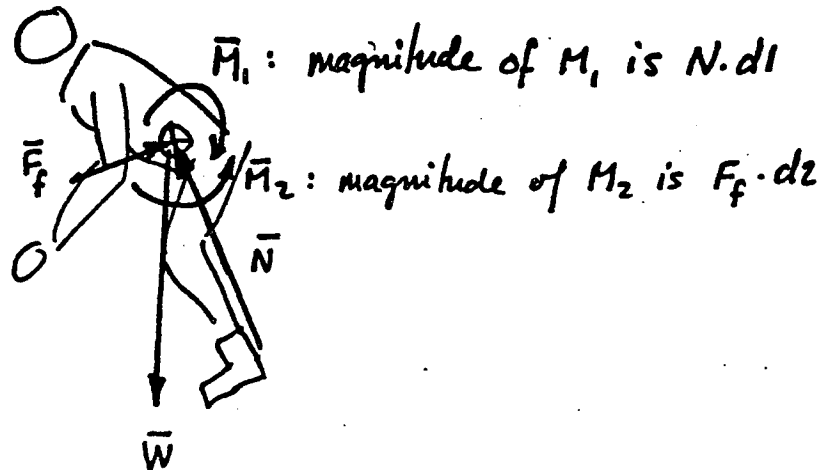 M̅₁ : magnitude of M₁ is N·d1
F̅f
M̅₂ : magnitude of M₂ is Ff·d2
N̅
W̅